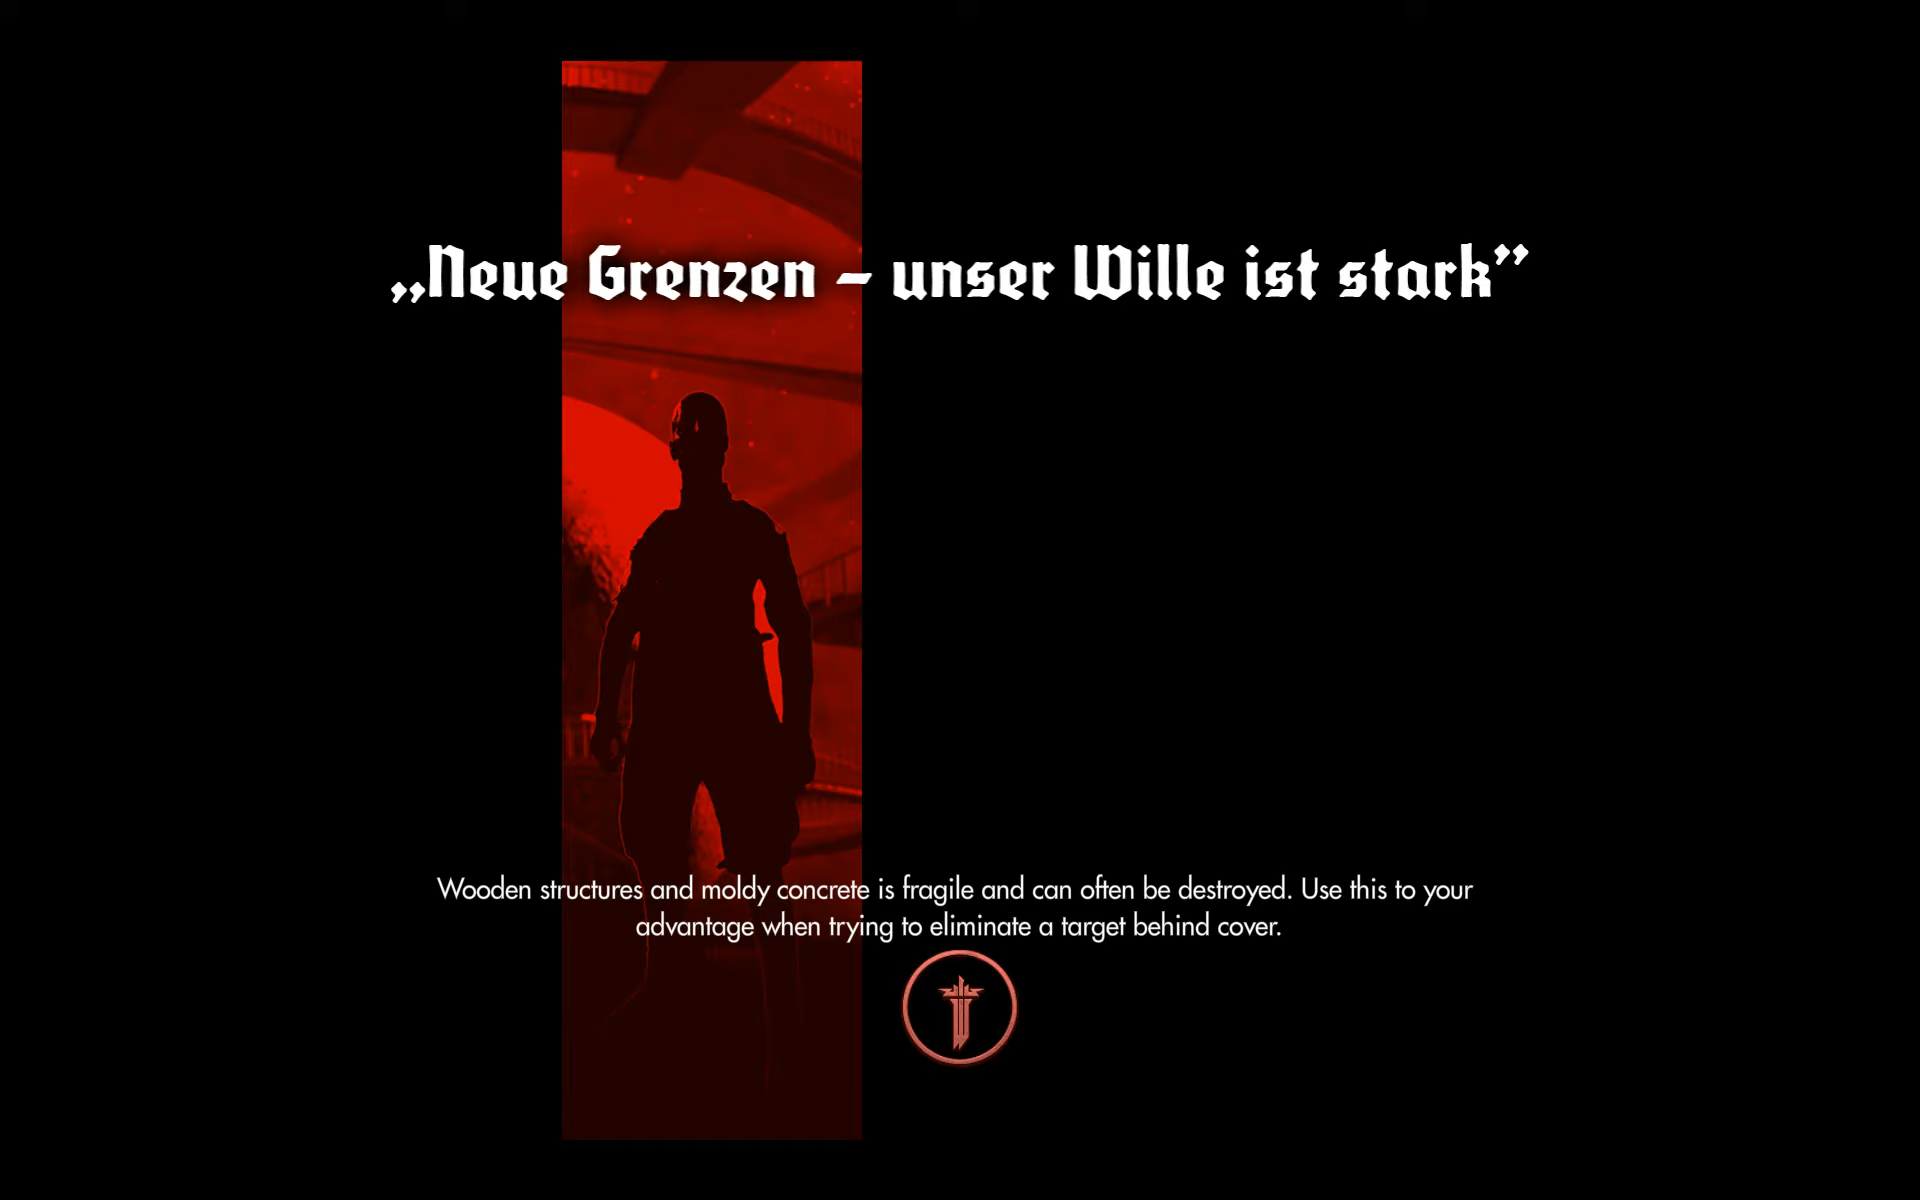 „Neue Grenzen – unser Wille ist stark”
Wooden structures and moldy concrete is fragile and can often be destroyed. Use this to your
advantage when trying to eliminate a target behind cover.